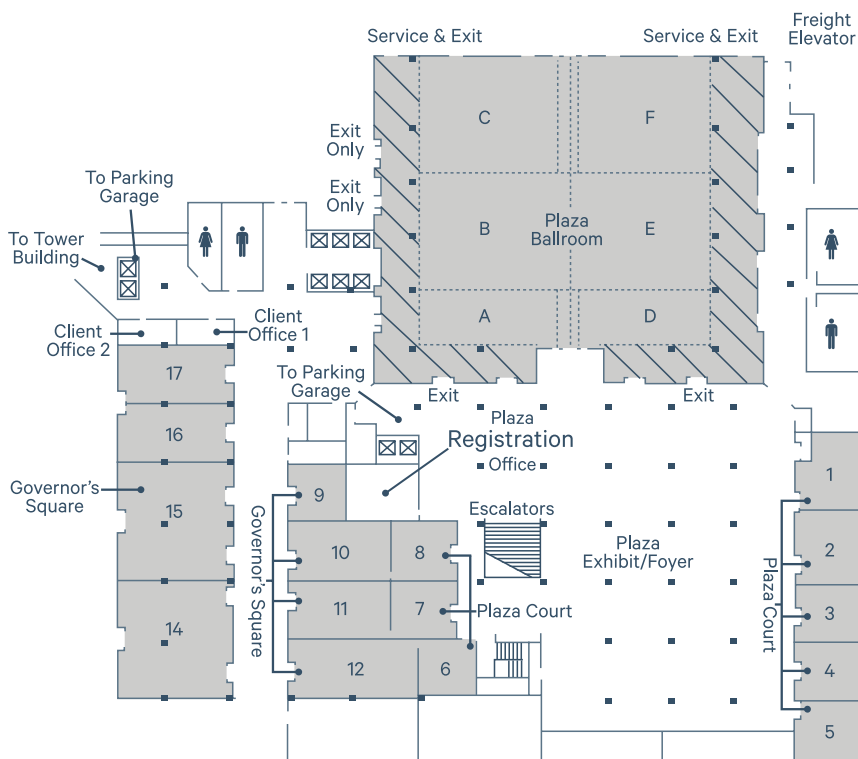 Service & Exit
Service & Exit
Freight
Elevator
C
F
Exit
Only
To Parking
Garage
Exit
Only
To Tower
Building
B
Plaza
Ballroom
E
A
D
Client
Office 2
Client
Office 1
To Parking
Garage
Exit
Exit
17
16
Governor's
Square
15
14
Plaza
Registration
Office
Governor's Square
9
10
8
11
7
12
6
Escalators
Plaza Court
Plaza
Exhibit/Foyer
Plaza Court
1
2
3
4
5